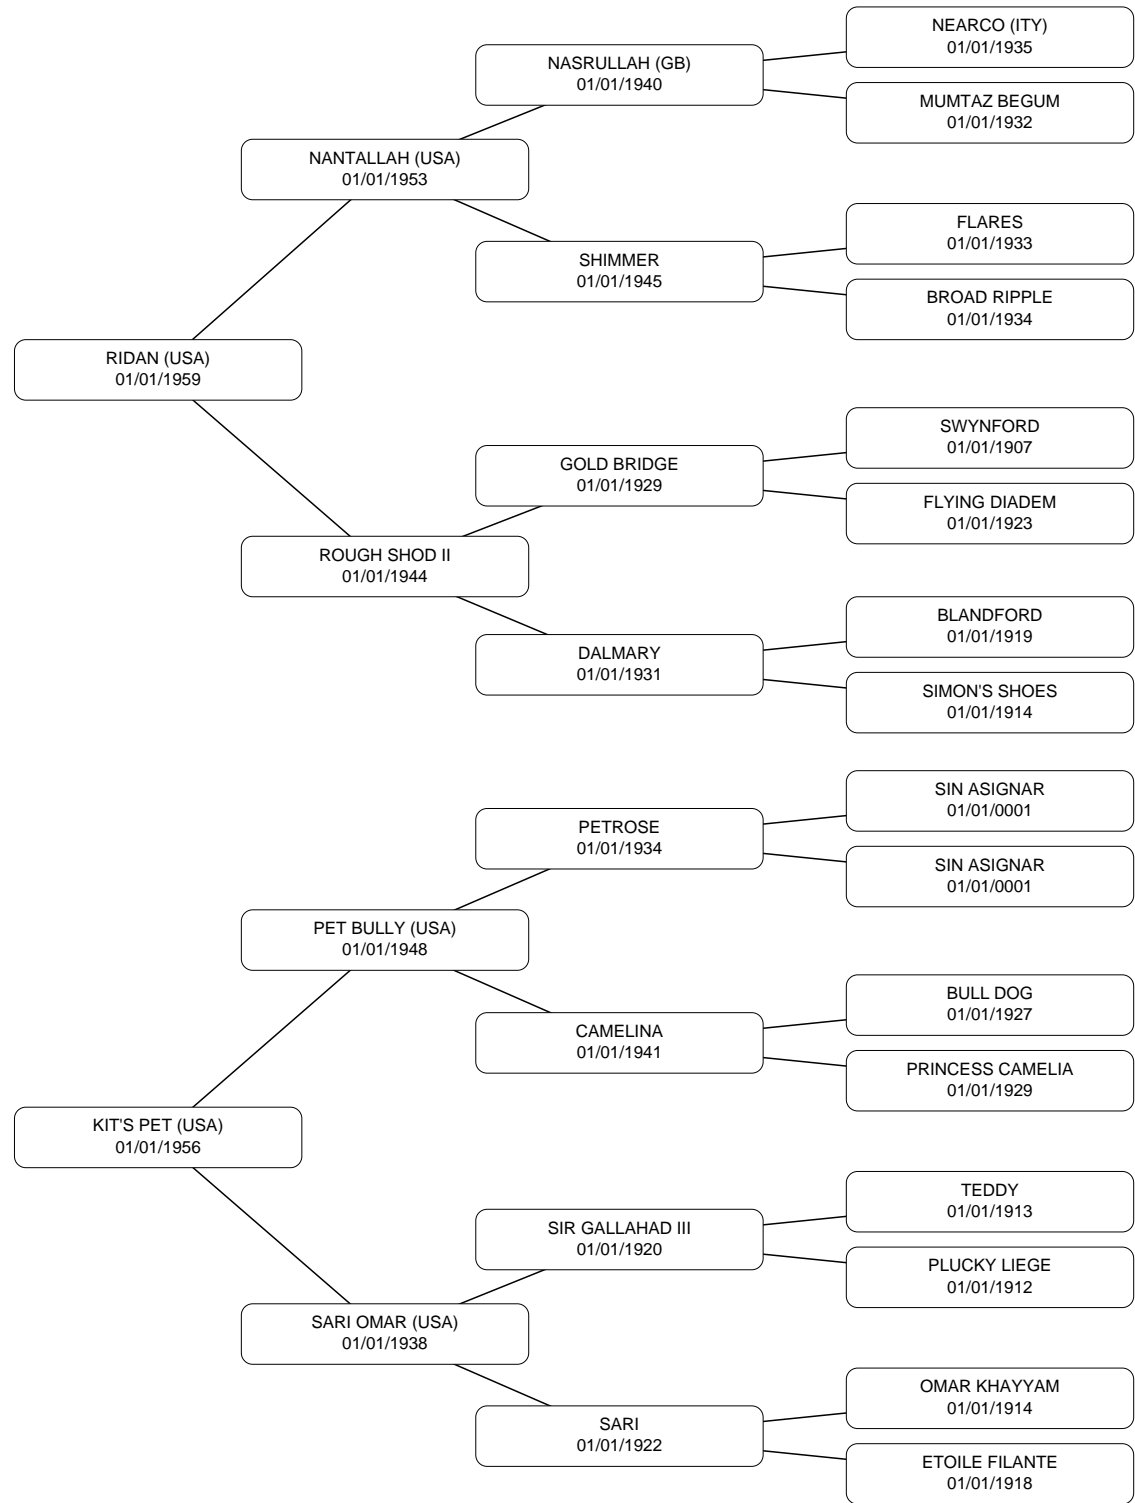 NEARCO (ITY)
01/01/1935
NASRULLAH (GB)
01/01/1940
MUMTAZ BEGUM
01/01/1932
NANTALLAH (USA)
01/01/1953
FLARES
01/01/1933
SHIMMER
01/01/1945
BROAD RIPPLE
01/01/1934
RIDAN (USA)
01/01/1959
SWYNFORD
01/01/1907
GOLD BRIDGE
01/01/1929
FLYING DIADEM
01/01/1923
ROUGH SHOD II
01/01/1944
BLANDFORD
01/01/1919
DALMARY
01/01/1931
SIMON'S SHOES
01/01/1914
SIN ASIGNAR
01/01/0001
PETROSE
01/01/1934
SIN ASIGNAR
01/01/0001
PET BULLY (USA)
01/01/1948
BULL DOG
01/01/1927
CAMELINA
01/01/1941
PRINCESS CAMELIA
01/01/1929
KIT'S PET (USA)
01/01/1956
TEDDY
01/01/1913
SIR GALLAHAD III
01/01/1920
PLUCKY LIEGE
01/01/1912
SARI OMAR (USA)
01/01/1938
OMAR KHAYYAM
01/01/1914
SARI
01/01/1922
ETOILE FILANTE
01/01/1918